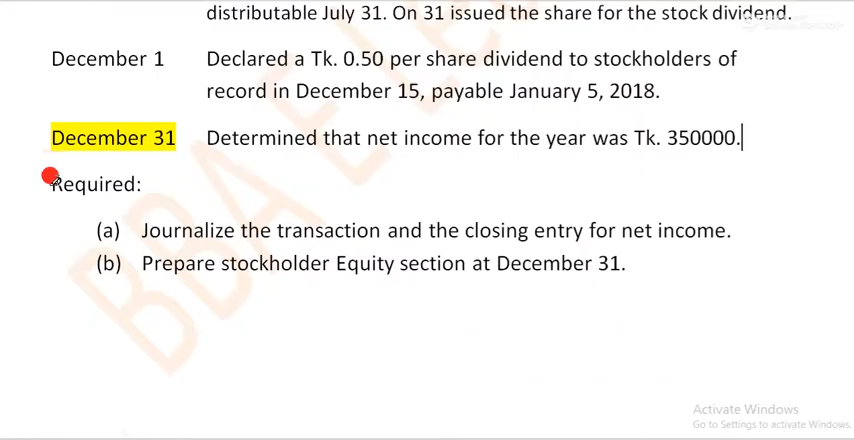 distributable July 31. On 31 issued the share for the stock dividend.
December 1 Declared a Tk. 0.50 per share dividend to stockholders of
record in December 15, payable January 5, 2018.
December 31 Determined that net income for the year was Tk. 350000.
Required:
(a) Journalize the transaction and the closing entry for net income.
(b) Prepare stockholder Equity section at December 31.
BBA E
Activate Windows
Go to Settings to activate Windows.